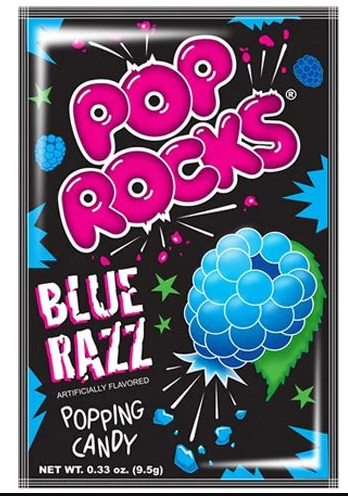 POP
ROCKS®
BLUE
RAZZ
ARTIFICIALLY FLAVORED
POPPING
CANDY
NET WT. 0.33 oz. (9.5g)